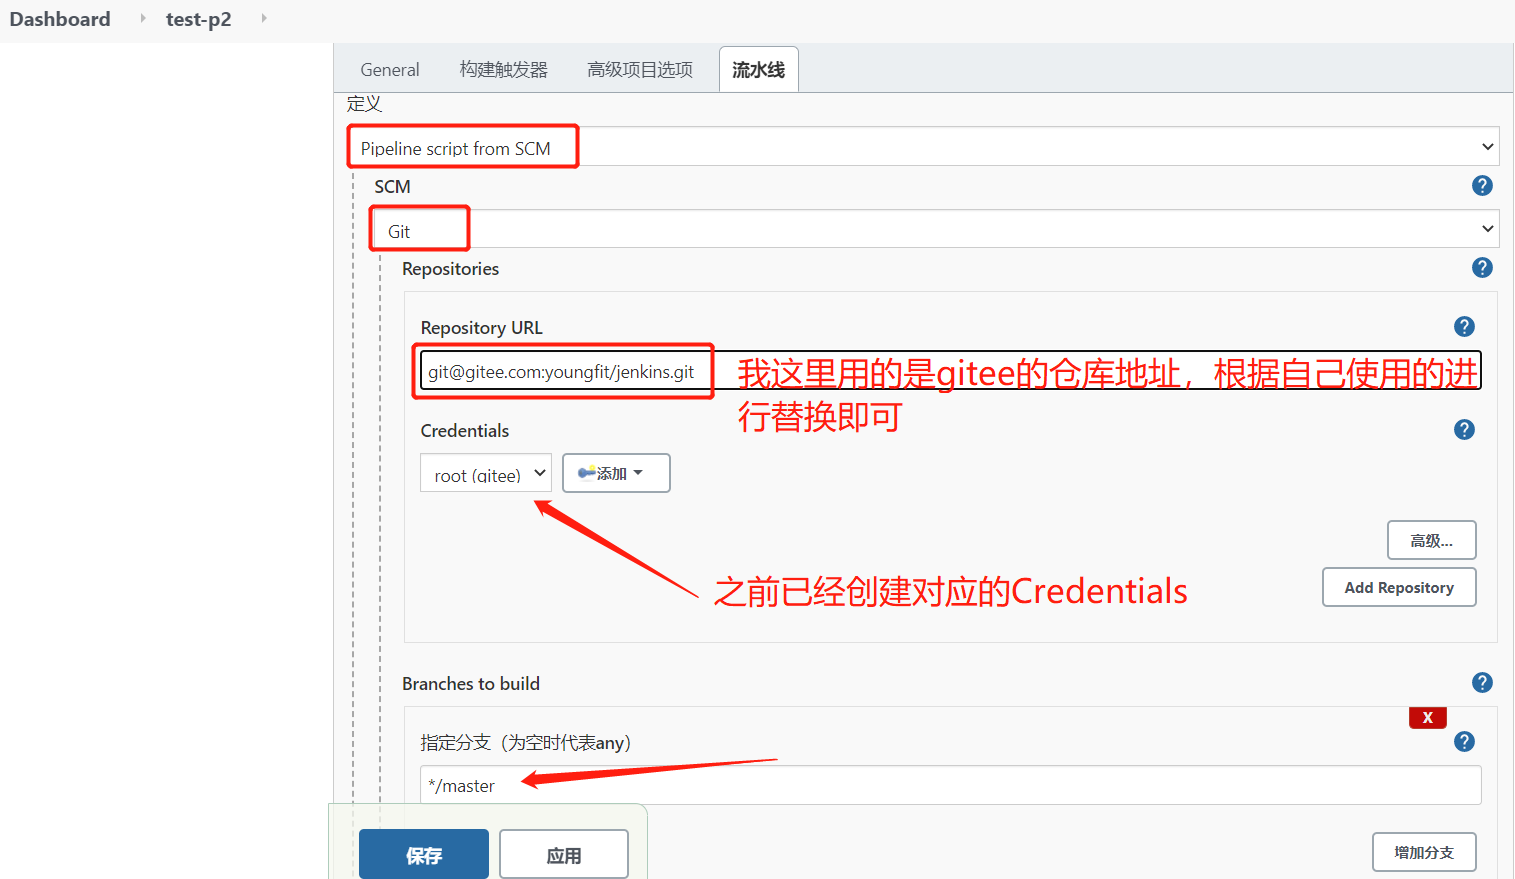 Dashboard test-p2
General 构建触发器 高级项目选项 流水线
定义
Pipeline script from SCM
SCM
?
Git
Repositories
?
Repository URL
?
git@gitee.com:youngfit/jenkins.git
我这里用的是gitee的仓库地址，根据自己使用的进
行替换即可
Credentials
?
root (gitee) 添加
高级...
之前已经创建对应的Credentials
Add Repository
Branches to build
?
X
指定分支（为空时代表any）
?
*/master
保存 应用
增加分支